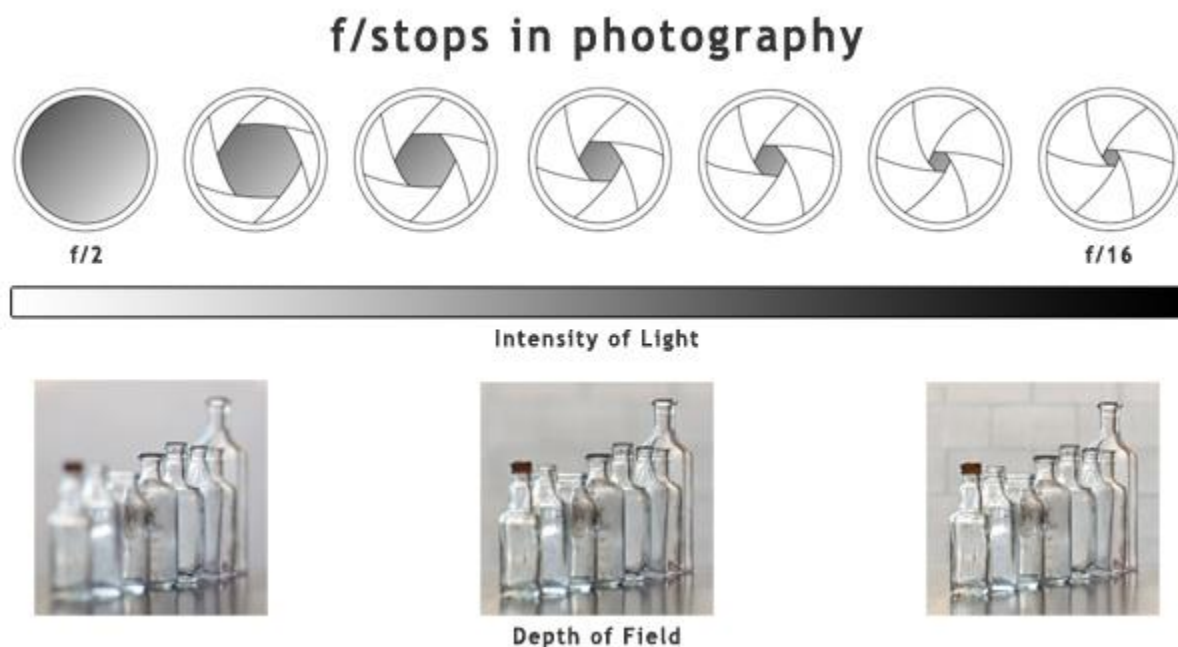 f/stops in photography
f/2
f/16
Intensity of Light
Depth of Field